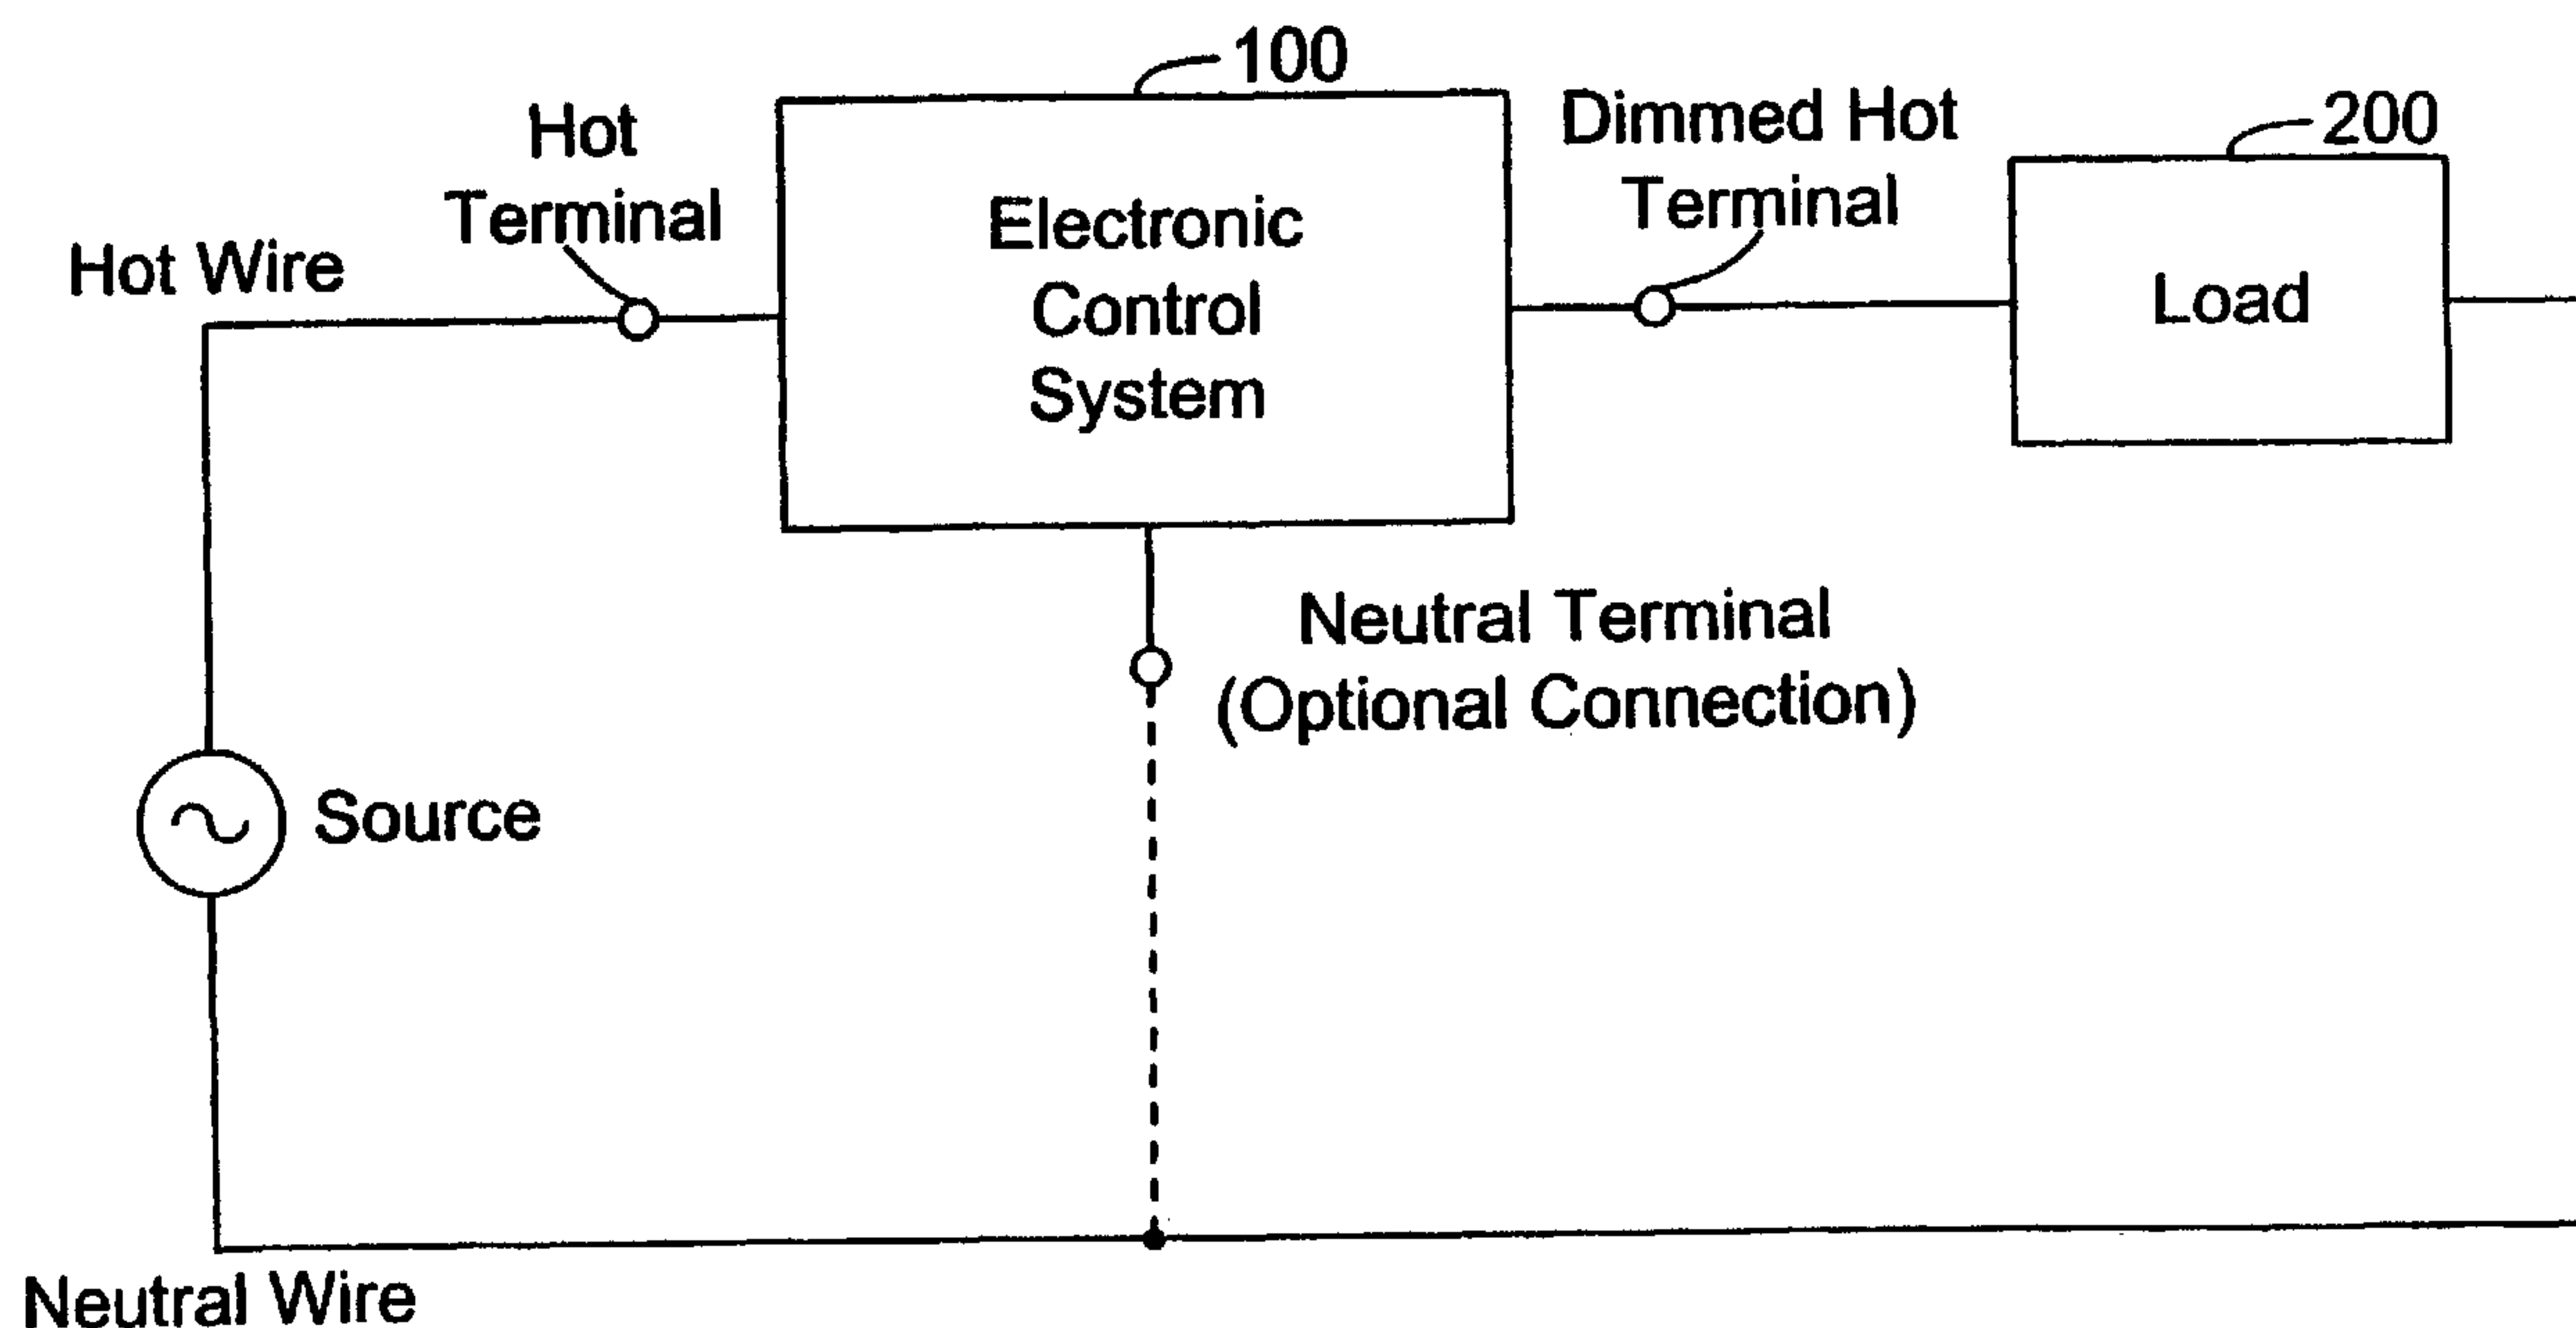 100
Hot
Terminal
Hot Wire
Electronic
Control
System
Dimmed Hot
Terminal
200
Load
Neutral Terminal
(Optional Connection)
Source
Neutral Wire